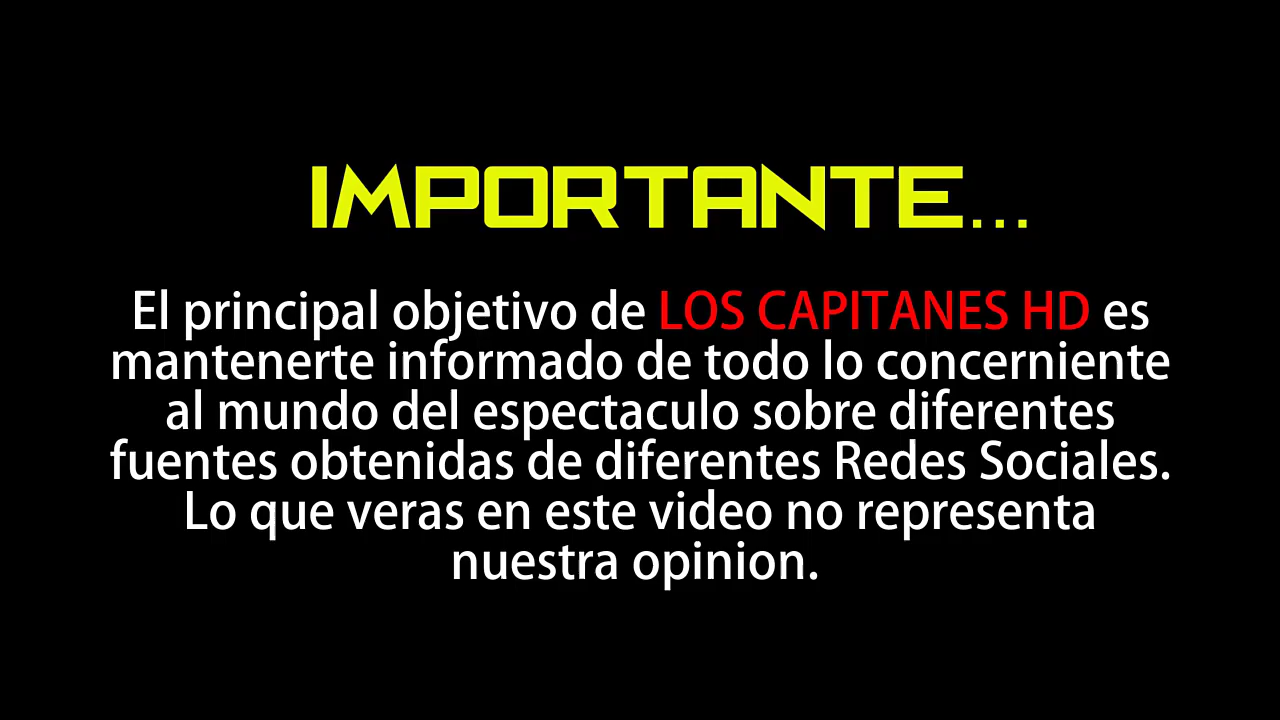 IMPORTANTE...
El principal objetivo de LOS CAPITANES HD es
mantenerte informado de todo lo concerniente
al mundo del espectaculo sobre diferentes
fuentes obtenidas de diferentes Redes Sociales.
Lo que veras en este video no representa
nuestra opinion.